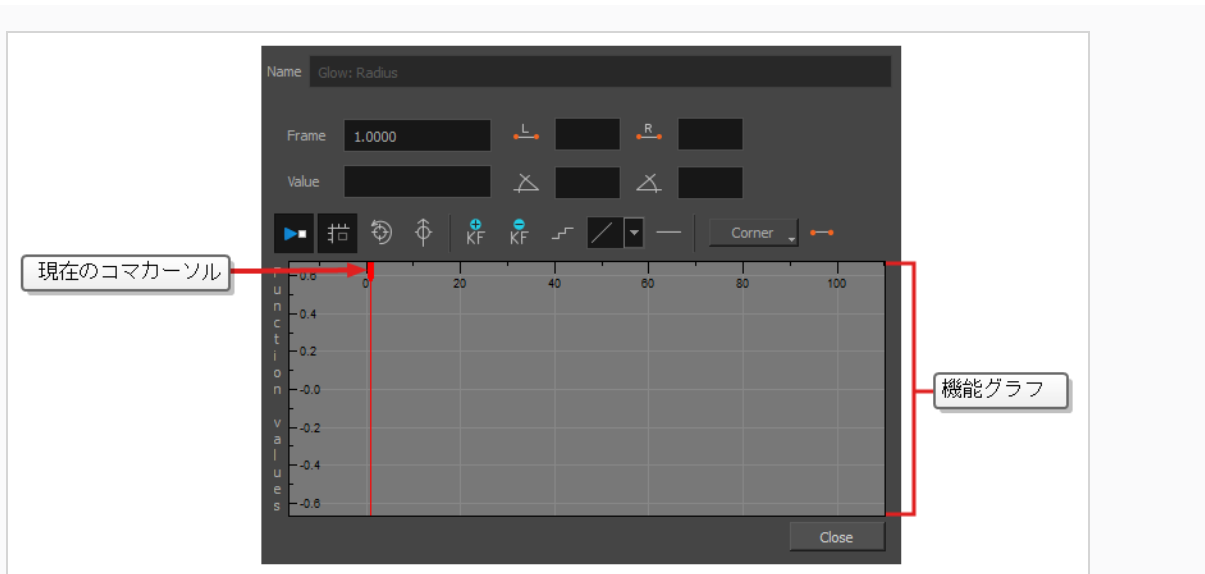 Name Glow: Radius
Frame 1.0000 L R
Value
KF KF Corner
現在のコマカーソル
Function values
0 20 40 60 80 100
-0.6
-0.4
-0.2
-0.0
-0.2
-0.4
-0.6
機能グラフ
Close